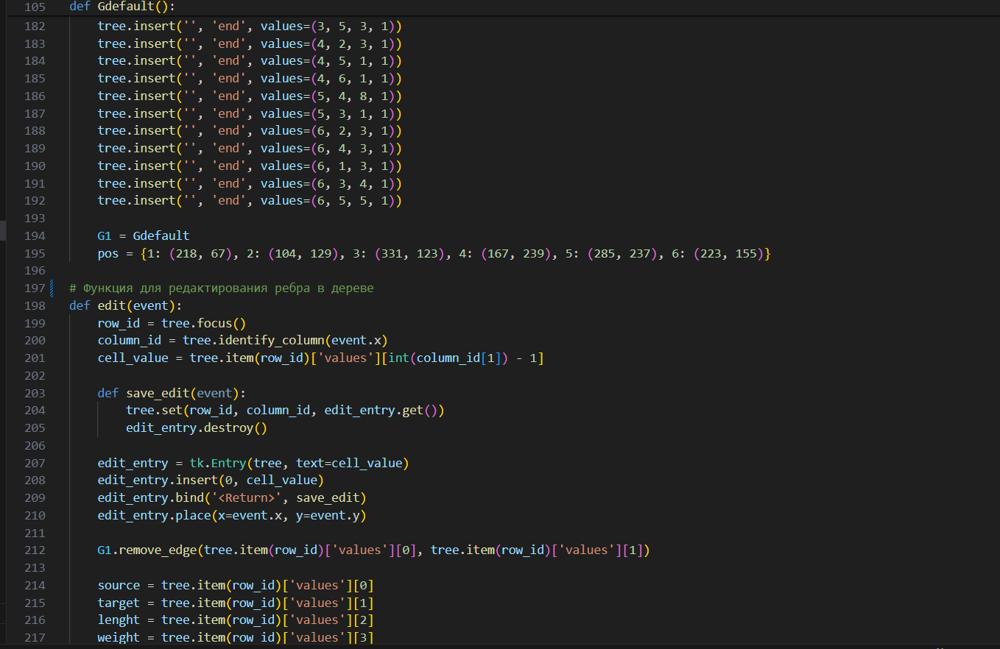 105 def Gdefault():
182 tree.insert('', 'end', values=(3, 5, 3, 1))
183 tree.insert('', 'end', values=(4, 2, 3, 1))
184 tree.insert('', 'end', values=(4, 5, 1, 1))
185 tree.insert('', 'end', values=(4, 6, 1, 1))
186 tree.insert('', 'end', values=(5, 4, 8, 1))
187 tree.insert('', 'end', values=(5, 3, 1, 1))
188 tree.insert('', 'end', values=(6, 2, 3, 1))
189 tree.insert('', 'end', values=(6, 4, 3, 1))
190 tree.insert('', 'end', values=(6, 1, 3, 1))
191 tree.insert('', 'end', values=(6, 3, 4, 1))
192 tree.insert('', 'end', values=(6, 5, 5, 1))
193
194 G1 = Gdefault
195 pos = {1: (218, 67), 2: (104, 129), 3: (331, 123), 4: (167, 239), 5: (285, 237), 6: (223, 155)}
196
197 # Функция для редактирования ребра в дереве
198 def edit(event):
199 row_id = tree.focus()
200 column_id = tree.identify_column(event.x)
201 cell_value = tree.item(row_id)['values'][int(column_id[1]) - 1]
202
203 def save_edit(event):
204 tree.set(row_id, column_id, edit_entry.get())
205 edit_entry.destroy()
206
207 edit_entry = tk.Entry(tree, text=cell_value)
208 edit_entry.insert(0, cell_value)
209 edit_entry.bind('<Return>', save_edit)
210 edit_entry.place(x=event.x, y=event.y)
211
212 G1.remove_edge(tree.item(row_id)['values'][0], tree.item(row_id)['values'][1])
213
214 source = tree.item(row_id)['values'][0]
215 target = tree.item(row_id)['values'][1]
216 lenght = tree.item(row_id)['values'][2]
217 weight = tree.item(row_id)['values'][3]